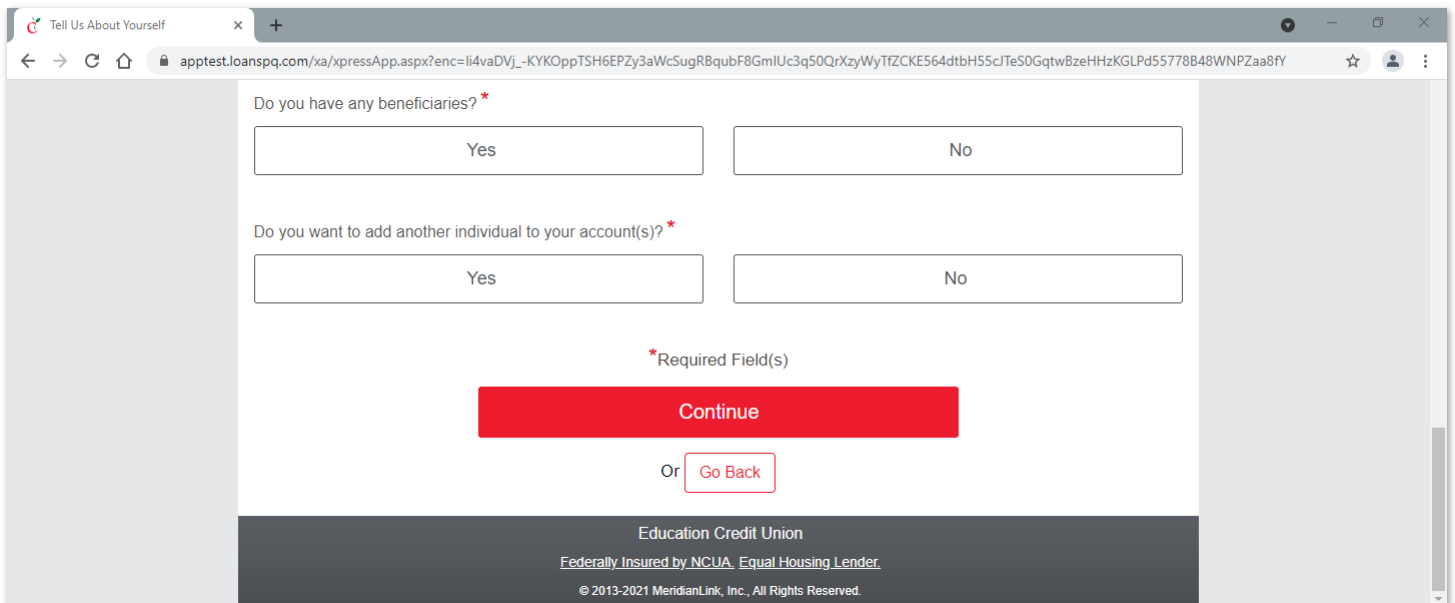 Tell Us About Yourself
apptest.loanspq.com/xa/xpressApp.aspx?enc=Ii4vaDVj_-KYKOppTSH6EPZy3aWcSugRBqubF8GmIUc3q50QrXzyWyTfZCKE564dtbH55cJTeS0GqtwBzeHHzKGLPd55778B48WNPZaa8fY
Do you have any beneficiaries? *
Yes No
Do you want to add another individual to your account(s)? *
Yes No
*Required Field(s)
Continue
Or Go Back
Education Credit Union
Federally Insured by NCUA. Equal Housing Lender.
© 2013-2021 MeridianLink, Inc., All Rights Reserved.